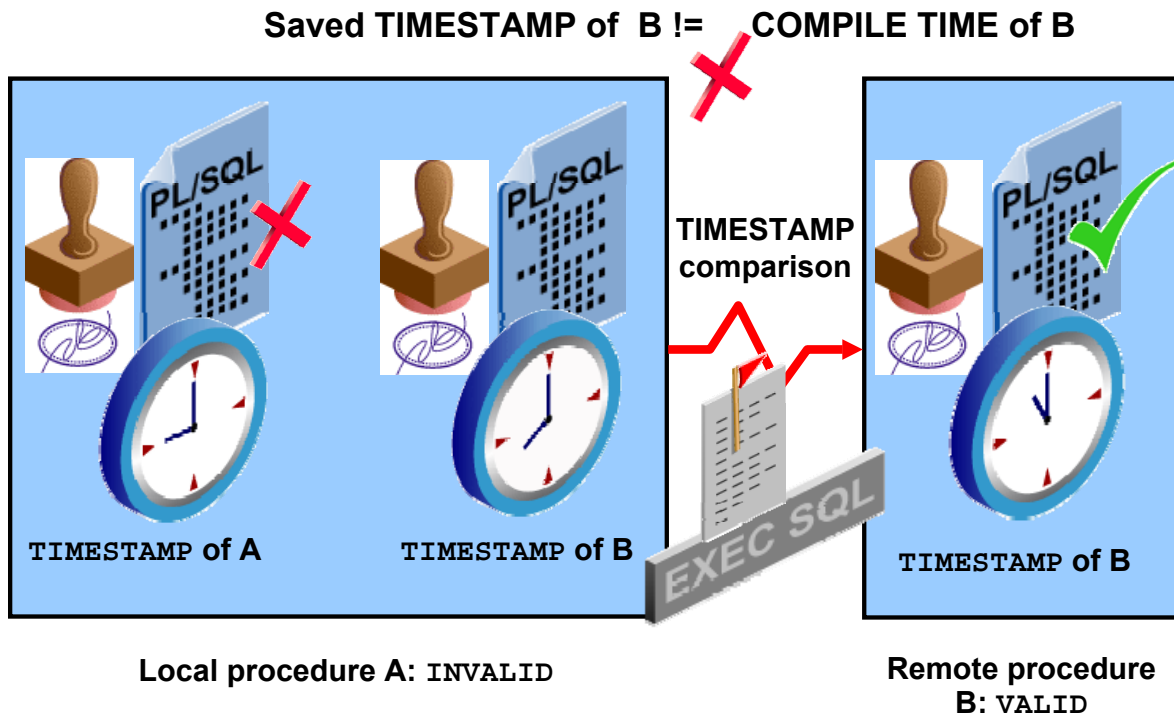 Saved TIMESTAMP of B != COMPILE TIME of B
PL/SQL
PL/SQL
TIMESTAMP
comparison
PL/SQL
EXEC SQL
TIMESTAMP of A
TIMESTAMP of B
TIMESTAMP of B
Local procedure A: INVALID
Remote procedure
B: VALID